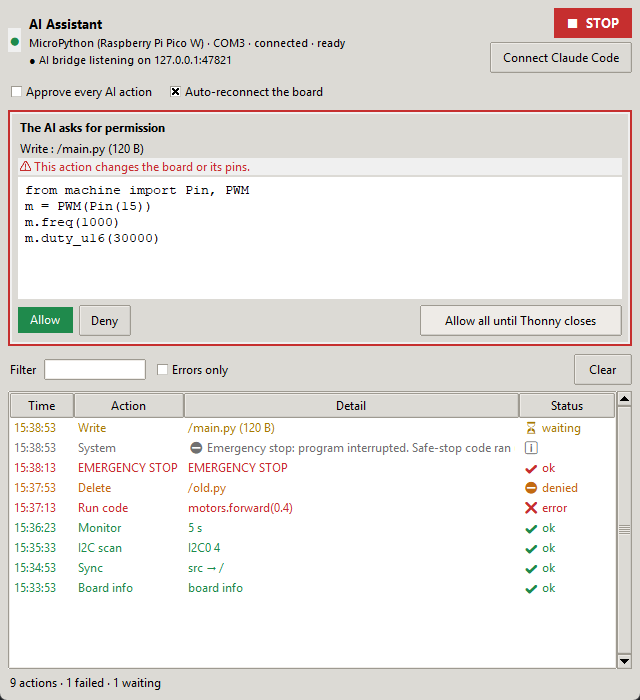 AI Assistant
MicroPython (Raspberry Pi Pico W) · COM3 · connected · ready
● AI bridge listening on 127.0.0.1:47821
STOP
Connect Claude Code
Approve every AI action
Auto-reconnect the board
The AI asks for permission
Write : /main.py (120 B)
⚠ This action changes the board or its pins.
from machine import Pin, PWM
m = PWM(Pin(15))
m.freq(1000)
m.duty_u16(30000)
Allow
Deny
Allow all until Thonny closes
Filter
Errors only
Clear
Time Action Detail Status
15:38:53 Write /main.py (120 B) waiting
15:38:53 System Emergency stop: program interrupted. Safe-stop code ran
15:38:13 EMERGENCY STOP EMERGENCY STOP ok
15:37:53 Delete /old.py denied
15:37:13 Run code motors.forward(0.4) error
15:36:23 Monitor 5 s ok
15:35:33 I2C scan I2C0 4 ok
15:34:53 Sync src → / ok
15:33:53 Board info board info ok
9 actions · 1 failed · 1 waiting